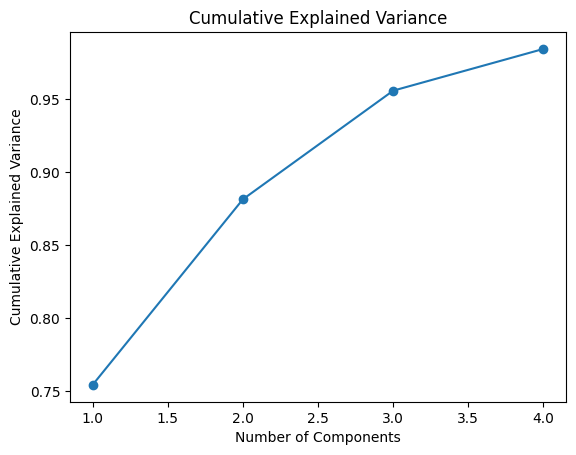 Cumulative Explained Variance
Cumulative Explained Variance
0.95
0.90
0.85
0.80
0.75
1.0 1.5 2.0 2.5 3.0 3.5 4.0
Number of Components